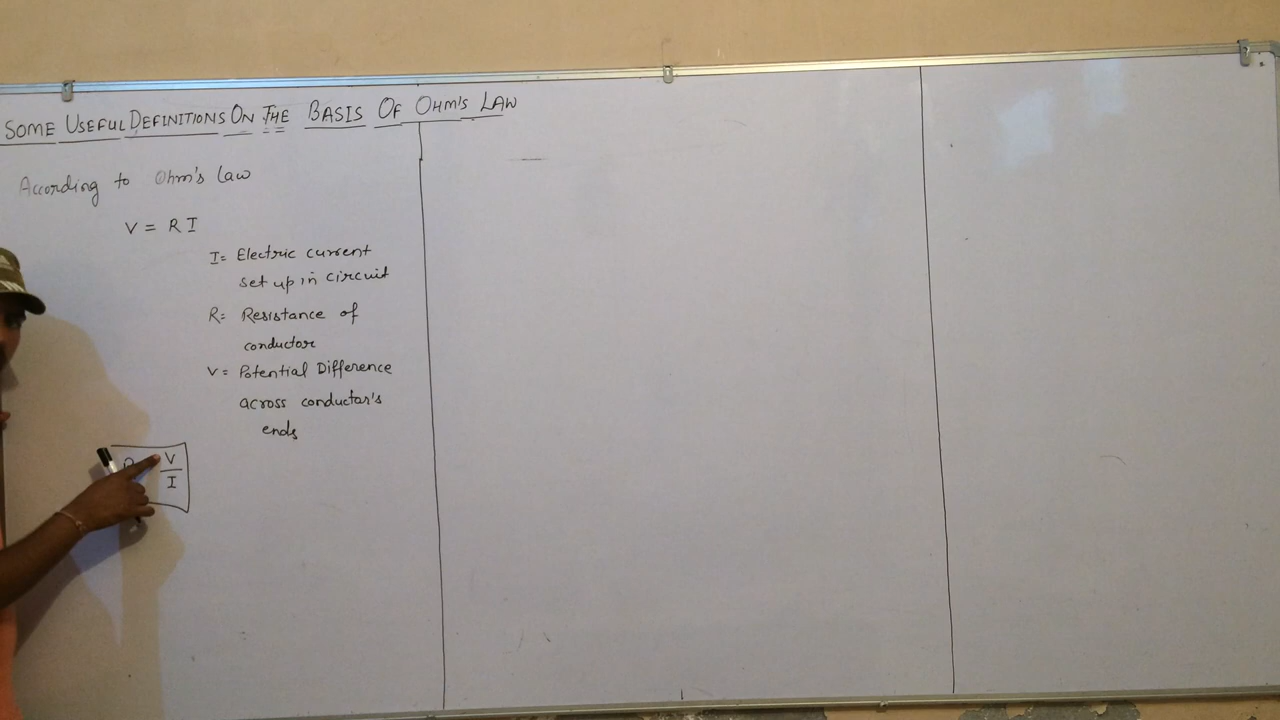 SOME USEFUL DEFINITIONS ON THE BASIS OF OHM'S LAW
According to Ohm's law
V = R I
I = Electric current
set up in circuit
R = Resistance of
conductor
V = Potential Difference
across conductor's
ends
V
I